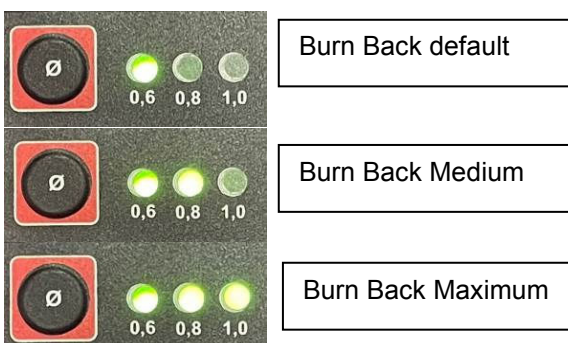 Ø
0,6 0,8 1,0
Burn Back default
Ø
0,6 0,8 1,0
Burn Back Medium
Ø
0,6 0,8 1,0
Burn Back Maximum